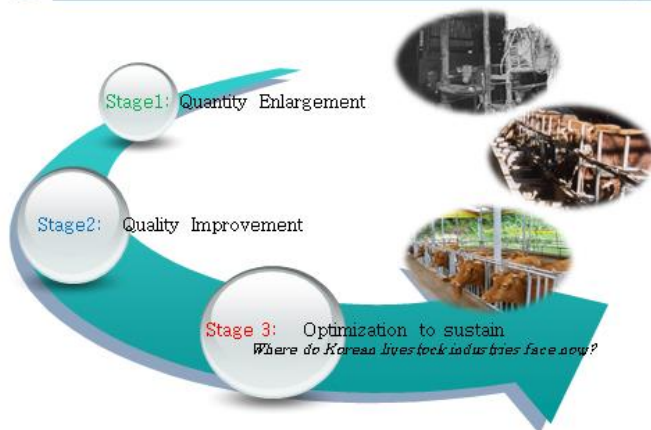 Stage1: Quantity Enlargement
Stage2: Quality Improvement
Stage 3: Optimization to sustain
Where do Korean livestock industries face now?